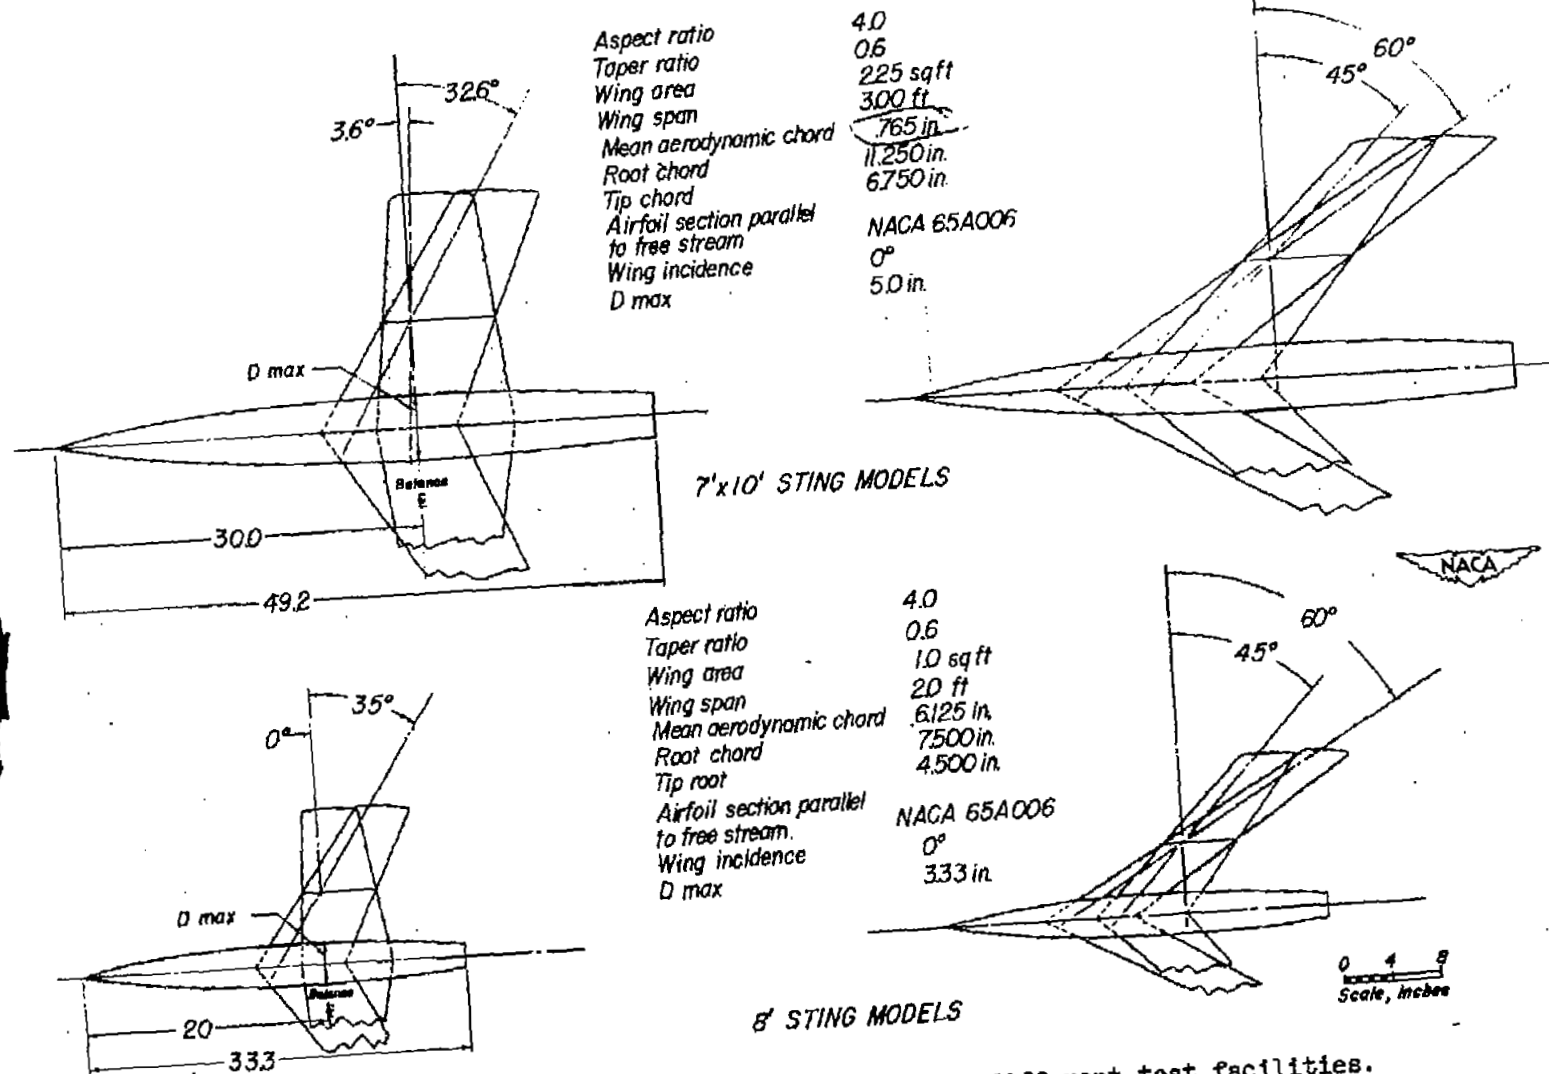 Aspect ratio 4.0
Taper ratio 0.6
Wing area 2.25 sq ft
Wing span 3.00 ft
Mean aerodynamic chord .765 in.
Root chord 11.250 in.
Tip chord 6.750 in.
Airfoil section parallel
to free stream NACA 65A006
Wing incidence 0°
D max 5.0 in.
32.6°
3.6°
D max
Balance
℄
30.0
49.2
60°
45°
7'x10' STING MODELS
NACA
Aspect ratio 4.0
Taper ratio 0.6
Wing area 1.0 sq ft
Wing span 2.0 ft
Mean aerodynamic chord 6.125 in.
Root chord 7.500 in.
Tip root 4.500 in.
Airfoil section parallel
to free stream. NACA 65A006
Wing incidence 0°
D max 3.33 in.
35°
0°
D max
Balance
20
33.3
60°
45°
0 4 8
Scale, inches
8' STING MODELS
test facilities.